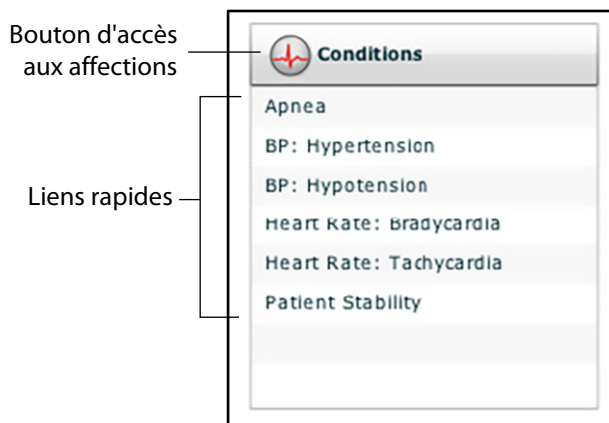 Bouton d'accès
aux affections
Conditions
Apnea
BP: Hypertension
BP: Hypotension
Heart Rate: Bradycardia
Heart Rate: Tachycardia
Patient Stability
Liens rapides